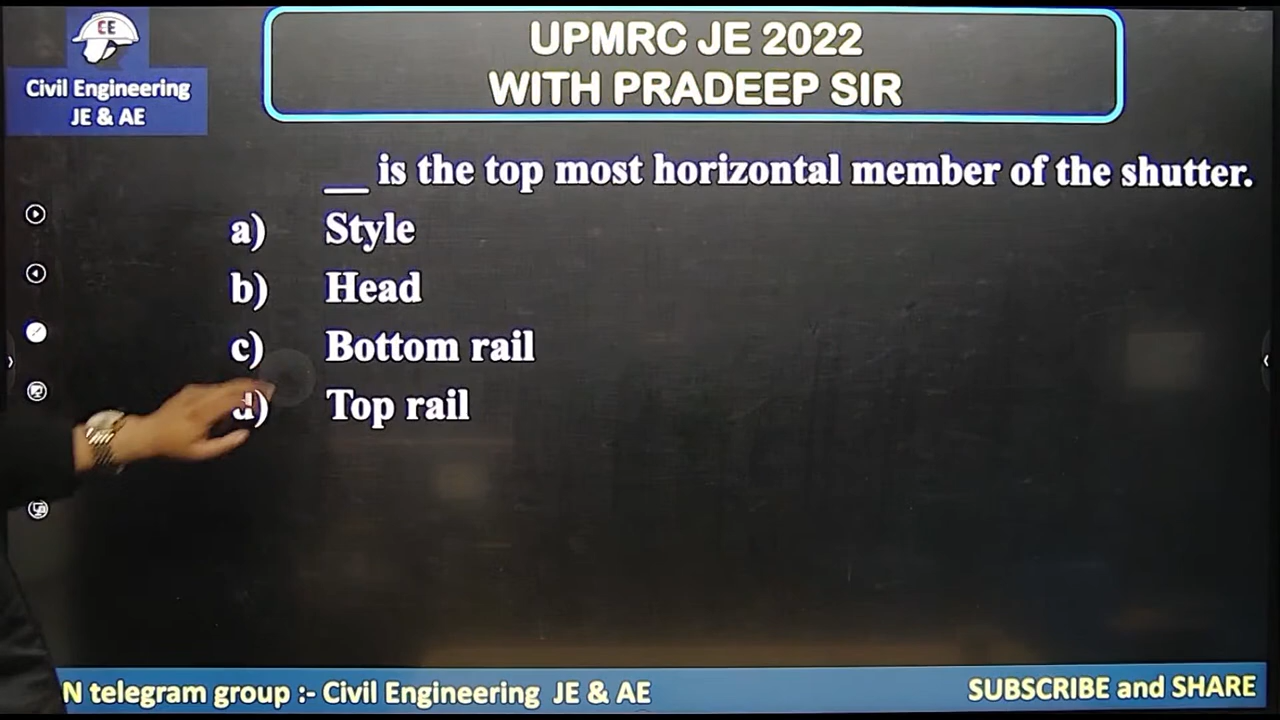 CE
Civil Engineering
JE & AE
UPMRC JE 2022
WITH PRADEEP SIR
__ is the top most horizontal member of the shutter.
a) Style
b) Head
c) Bottom rail
d) Top rail
N telegram group :- Civil Engineering JE & AE
SUBSCRIBE and SHARE